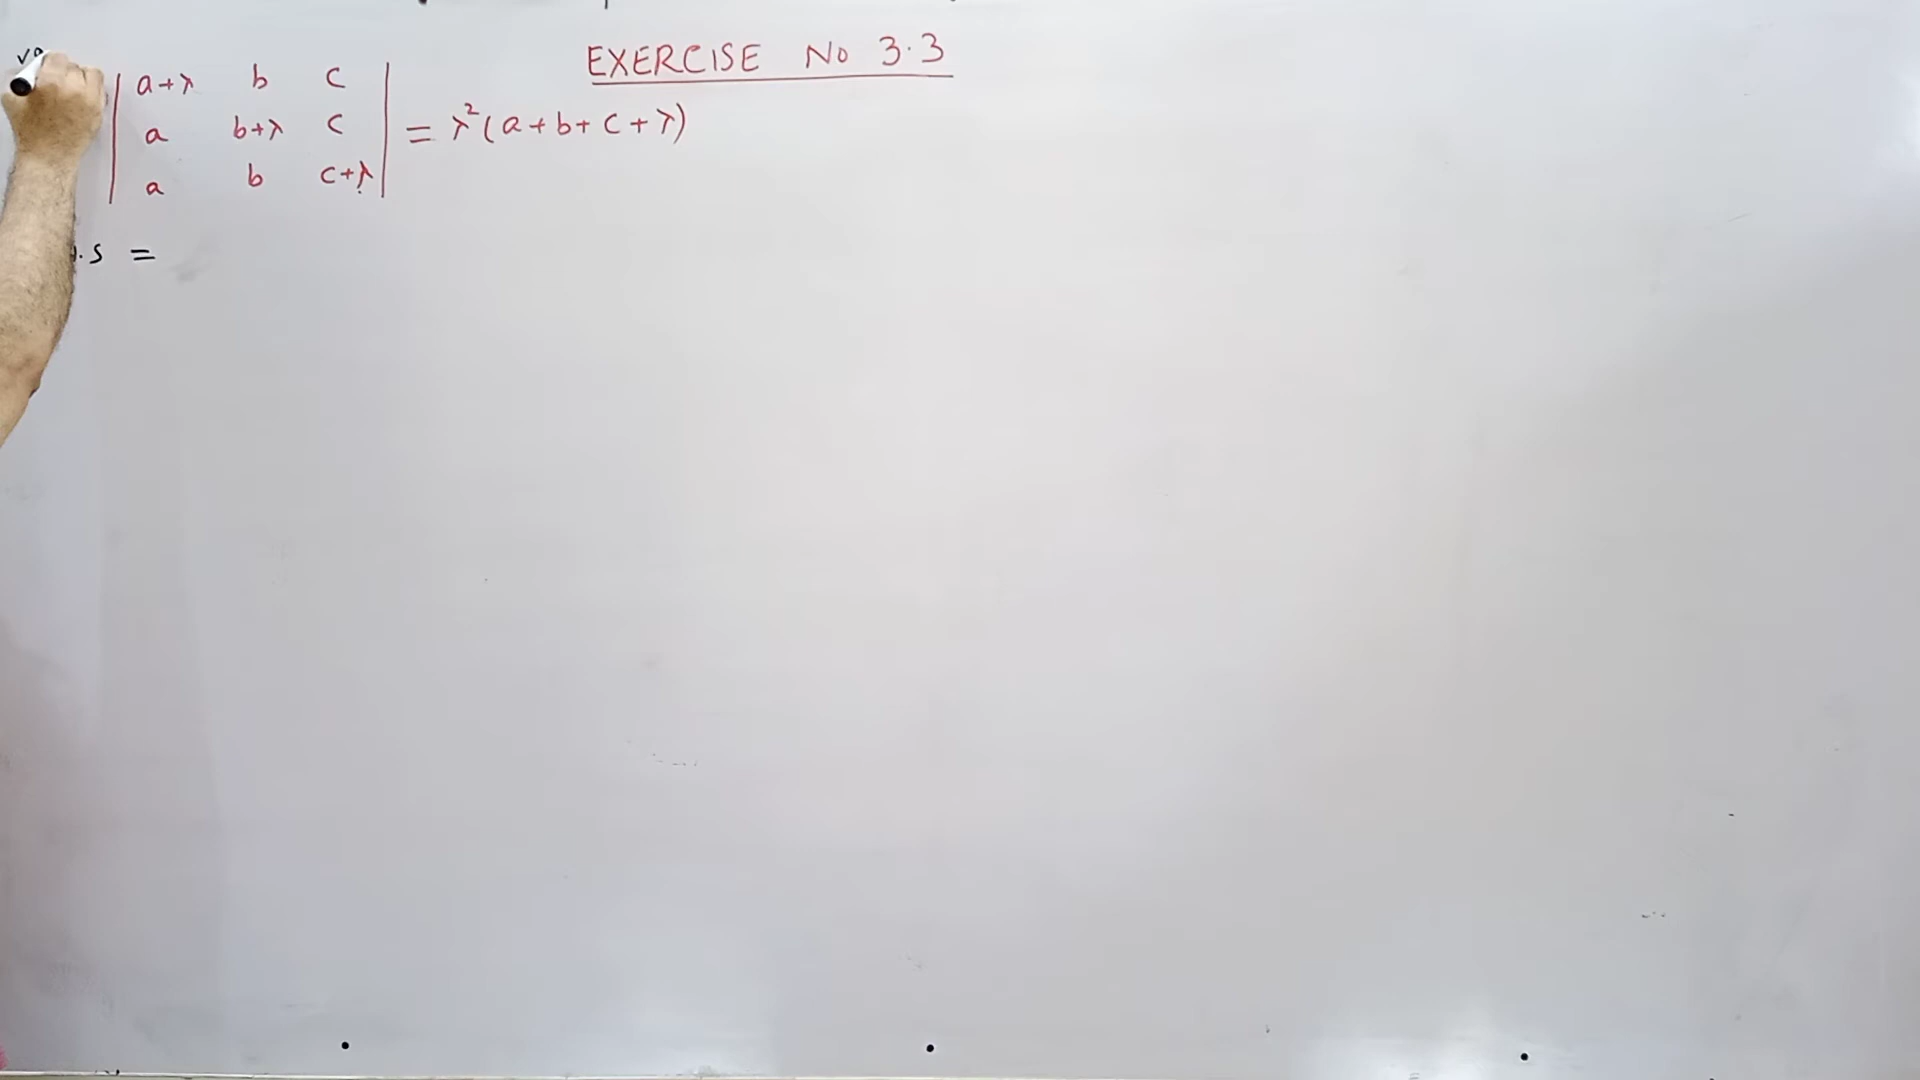 EXERCISE No 3.3
| a+λ b c |
| a b+λ c | = λ²(a+b+c+λ)
| a b c+λ |
.S =